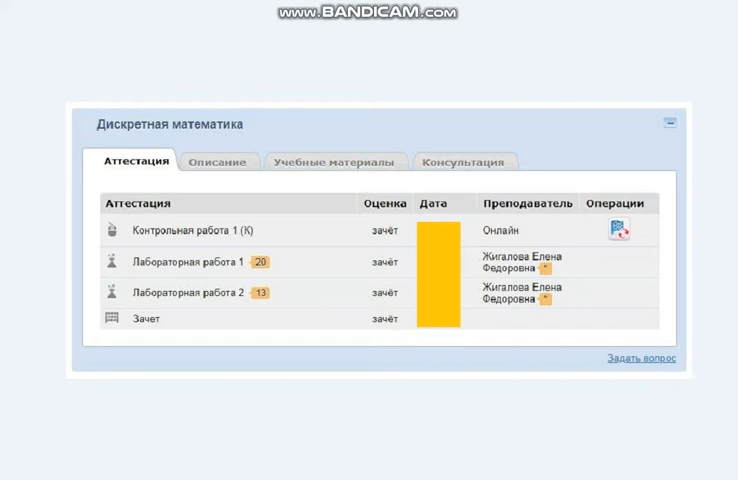 www.BANDICAM.com
Дискретная математика
Аттестация Описание Учебные материалы Консультация
Аттестация Оценка Дата Преподаватель Операции
Контрольная работа 1 (К) зачёт Онлайн
Лабораторная работа 1 20 зачёт Жигалова Елена
Федоровна "
Лабораторная работа 2 13 зачёт Жигалова Елена
Федоровна "
Зачет зачёт
Задать вопрос